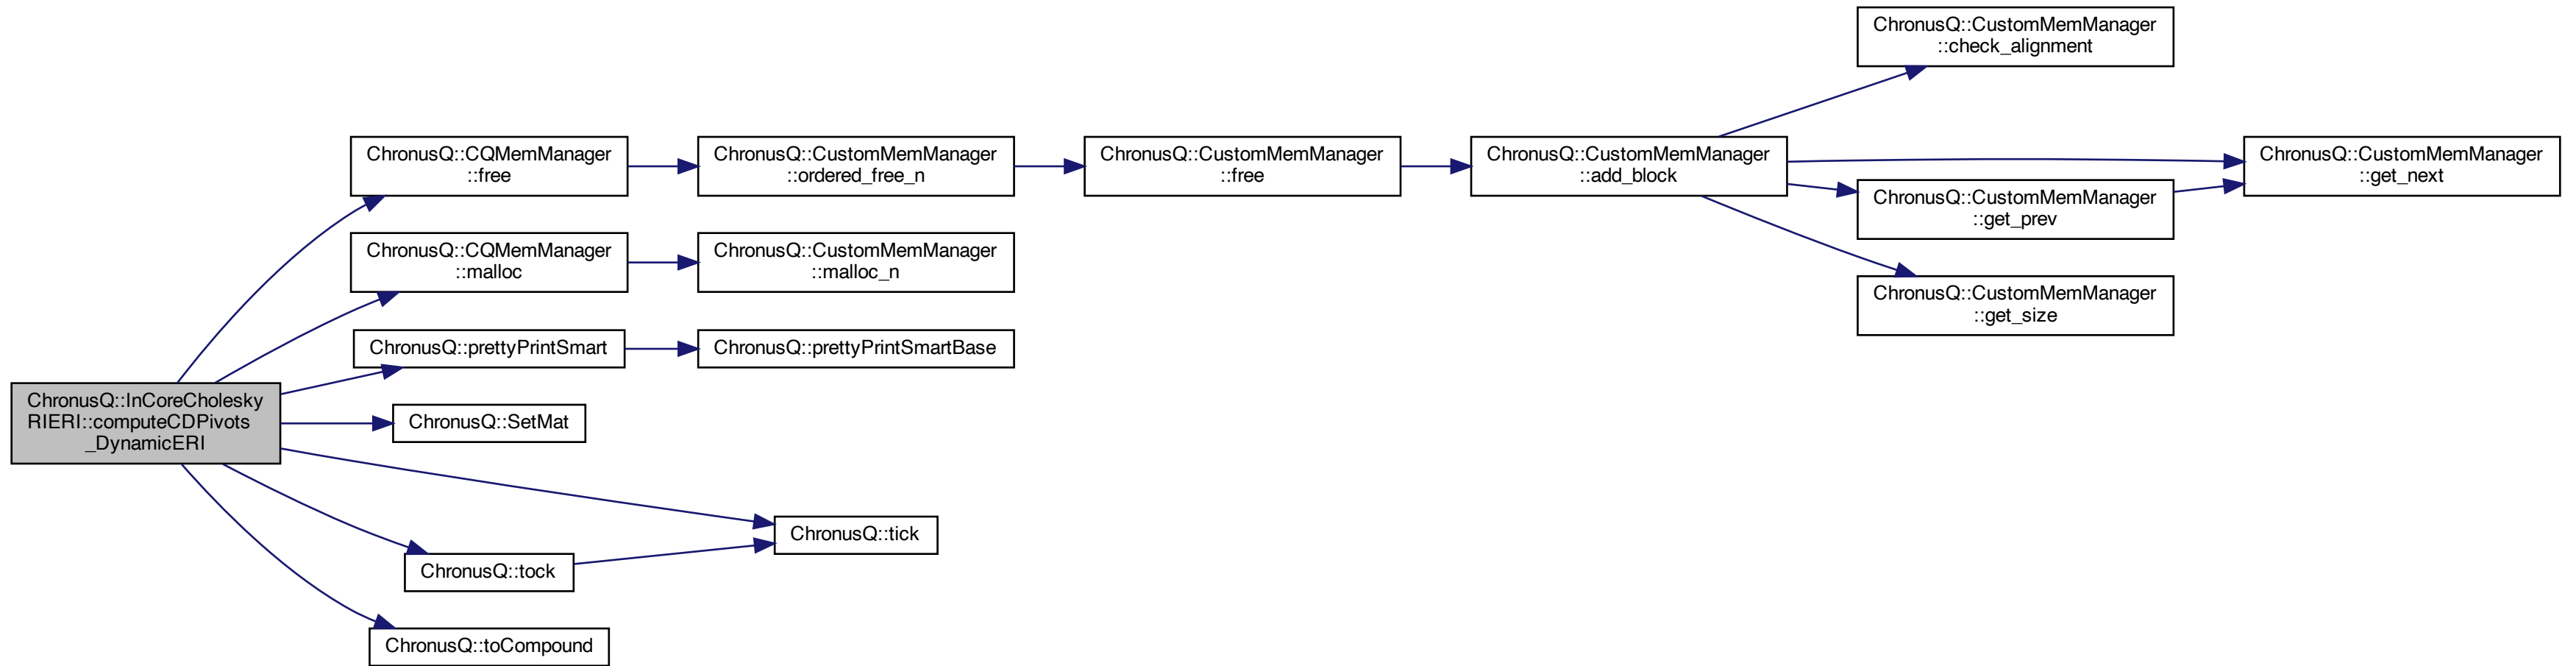 ChronusQ::InCoreCholesky
RIERI::computeCDPivots
_DynamicERI
ChronusQ::CQMemManager
::free
ChronusQ::CustomMemManager
::ordered_free_n
ChronusQ::CustomMemManager
::free
ChronusQ::CustomMemManager
::add_block
ChronusQ::CustomMemManager
::check_alignment
ChronusQ::CustomMemManager
::get_next
ChronusQ::CustomMemManager
::get_prev
ChronusQ::CustomMemManager
::get_size
ChronusQ::CQMemManager
::malloc
ChronusQ::CustomMemManager
::malloc_n
ChronusQ::prettyPrintSmart
ChronusQ::prettyPrintSmartBase
ChronusQ::SetMat
ChronusQ::tick
ChronusQ::tock
ChronusQ::toCompound